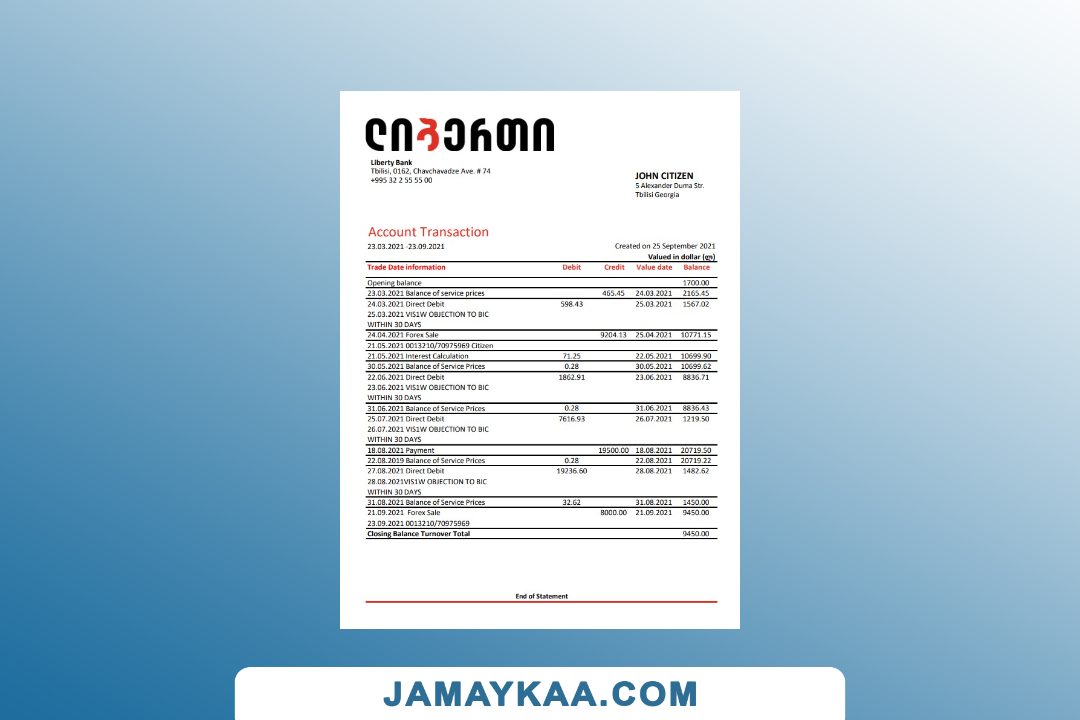 ლიბერთი
Liberty Bank
Tbilisi, 0162, Chavchavadze Ave. # 74
+995 32 2 55 55 00
JOHN CITIZEN
5 Alexander Duma Str.
Tbilisi Georgia
Account Transaction
23.03.2021 -23.09.2021 Created on 25 September 2021
Valued in dollar (ლ)
Trade Date information Debit Credit Value date Balance
Opening balance 1700.00
23.03.2021 Balance of service prices 465.45 24.03.2021 2165.45
24.03.2021 Direct Debit 598.43 25.03.2021 1567.02
25.03.2021 VIS1W OBJECTION TO BIC
WITHIN 30 DAYS
24.04.2021 Forex Sale 9204.13 25.04.2021 10771.15
21.05.2021 0013210/70975969 Citizen
21.05.2021 Interest Calculation 71.25 22.05.2021 10699.90
30.05.2021 Balance of Service Prices 0.28 30.05.2021 10699.62
22.06.2021 Direct Debit 1862.91 23.06.2021 8836.71
23.06.2021 VIS1W OBJECTION TO BIC
WITHIN 30 DAYS
31.06.2021 Balance of Service Prices 0.28 31.06.2021 8836.43
25.07.2021 Direct Debit 7616.93 26.07.2021 1219.50
26.07.2021 VIS1W OBJECTION TO BIC
WITHIN 30 DAYS
18.08.2021 Payment 19500.00 18.08.2021 20719.50
22.08.2019 Balance of Service Prices 0.28 22.08.2021 20719.22
27.08.2021 Direct Debit 19236.60 28.08.2021 1482.62
28.08.2021VIS1W OBJECTION TO BIC
WITHIN 30 DAYS
31.08.2021 Balance of Service Prices 32.62 31.08.2021 1450.00
21.09.2021 Forex Sale 8000.00 21.09.2021 9450.00
23.09.2021 0013210/70975969
Closing Balance Turnover Total 9450.00
End of Statement
JAMAYKAA.COM